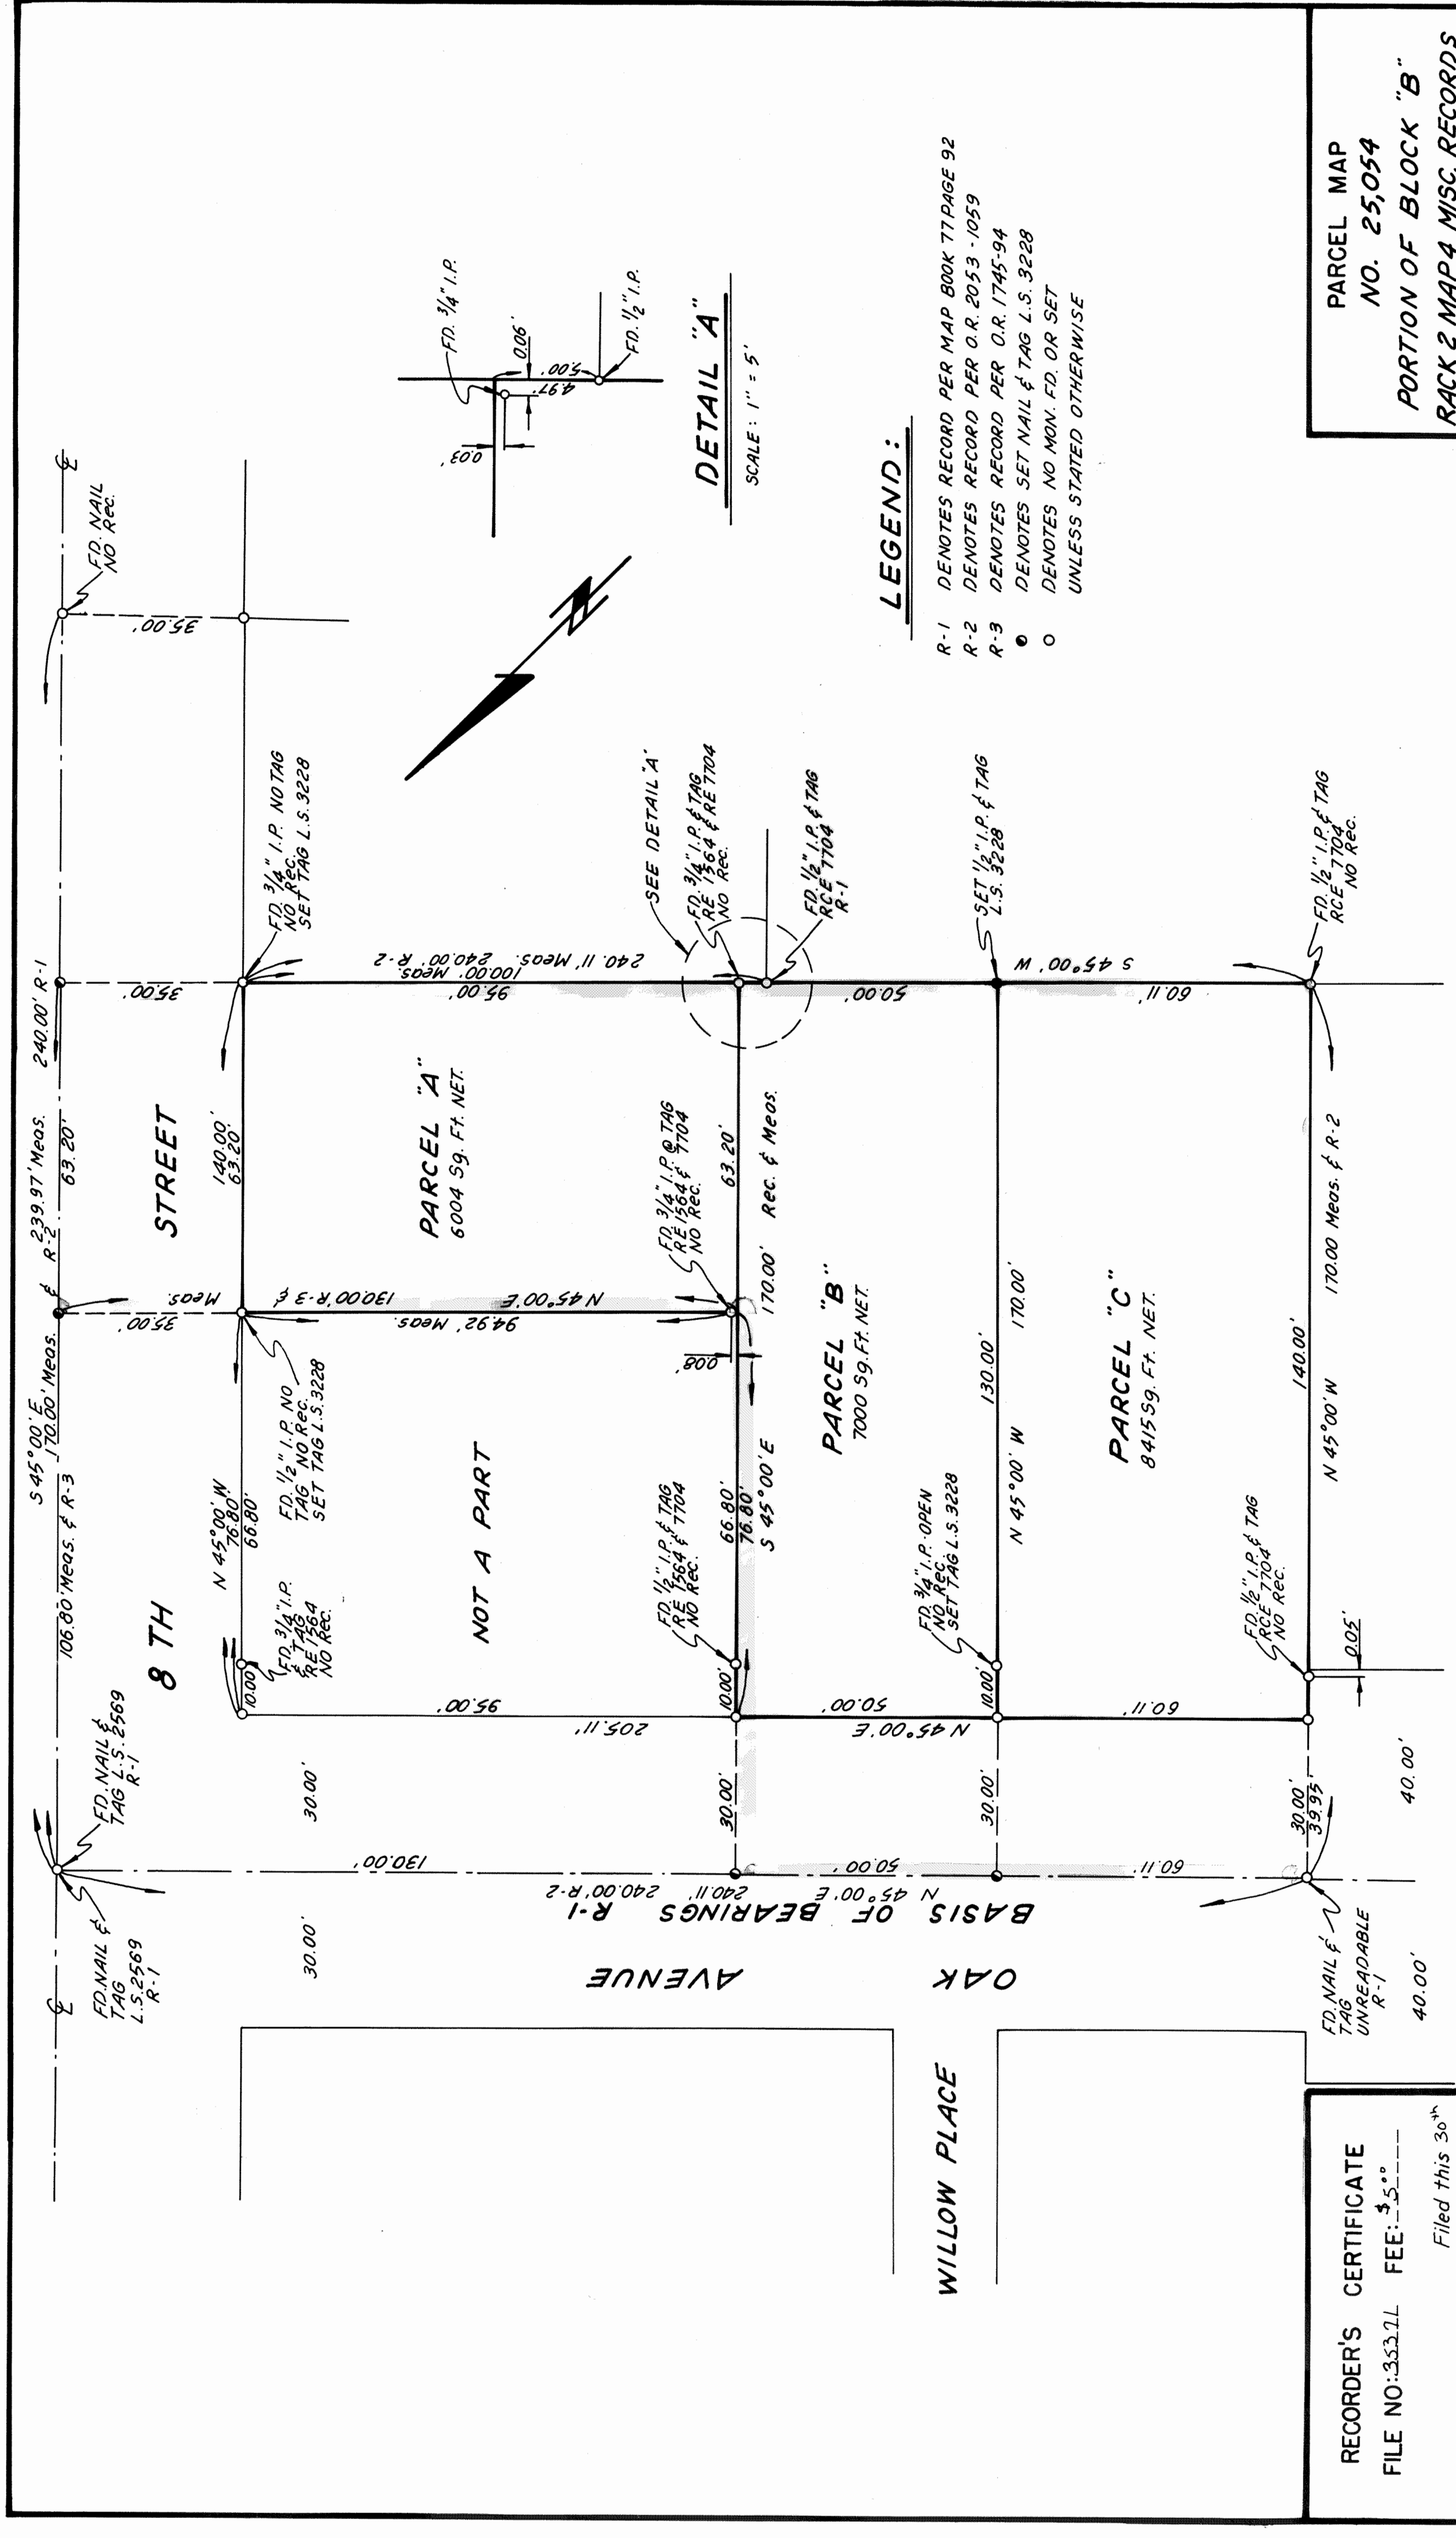 S 45°00' E
170.00' Meas. & R-2
239.97' Meas. 240.00' R-1
106.80' Meas. & R-3
63.20'
FD. NAIL
NO Rec.
35.00'
35.00'
35.00'
Meas.
8 TH STREET
FD. NAIL &
TAG L.S. 2569
R-1
FD. NAIL &
TAG
L.S. 2569
R-1
N 45°00' W
76.80'
66.80'
140.00'
63.20'
FD. 3/4" I.P. NO TAG
NO Rec.
SET TAG L.S. 3228
FD. 1/2" I.P. NO
TAG NO Rec.
SET TAG L.S. 3228
FD. 3/4" I.P.
& TAG
RE 1564
NO Rec.
10.00'
NOT A PART
95.00'
205.11'
N 45°00' E
130.00' R-3 &
94.92' Meas.
PARCEL "A"
6004 Sq. Ft. NET.
95.00'
100.00' Meas.
240.11' Meas. 240.00' R-2
SEE DETAIL "A"
FD. 3/4" I.P. & TAG
RE 1564 & RE 7704
NO Rec.
FD. 3/4" I.P. @ TAG
RE 1564 & 7704
NO Rec.
0.08'
FD. 1/2" I.P. & TAG
RE 1564 & 7704
NO Rec.
10.00'
66.80'
76.80'
S 45°00' E
63.20'
170.00' Rec. & Meas.
FD. 1/2" I.P. & TAG
RCE 7704
R-1
PARCEL "B"
7000 Sq. Ft. NET.
50.00'
50.00'
N 45°00' E
FD. 3/4" I.P. OPEN
NO Rec.
SET TAG L.S. 3228
10.00'
SET 1/2" I.P. & TAG
L.S. 3228
130.00'
N 45°00' W 170.00'
PARCEL "C"
8415 Sq. Ft. NET.
S 45°00' W
60.11'
60.11'
FD. 1/2" I.P. & TAG
RCE 7704
NO Rec.
FD. 1/2" I.P. & TAG
RCE 7704
NO Rec.
140.00'
N 45°00' W 170.00 Meas. & R-2
0.05'
30.00'
30.00'
30.00'
30.00'
30.00'
39.95'
40.00'
40.00'
130.00'
50.00'
60.11'
N 45°00' E 240.11' 240.00' R-2
BASIS OF BEARINGS R-1
OAK AVENUE
FD. NAIL &
TAG
UNREADABLE
R-1
WILLOW PLACE
FD. 3/4" I.P.
0.06'
5.00'
4.97'
0.03'
FD. 1/2" I.P.
DETAIL "A"
SCALE: 1" = 5'
LEGEND:
R-1 DENOTES RECORD PER MAP BOOK 77 PAGE 92
R-2 DENOTES RECORD PER O.R. 2053-1059
R-3 DENOTES RECORD PER O.R. 1745-94
DENOTES SET NAIL & TAG L.S. 3228
DENOTES NO MON. FD. OR SET
UNLESS STATED OTHERWISE
RECORDER'S CERTIFICATE
FILE NO: FEE: $5.00
Filed this 30th
PARCEL MAP
NO. 25,054
PORTION OF BLOCK "B"
RACK 2 MAP 4 MISC. RECORDS